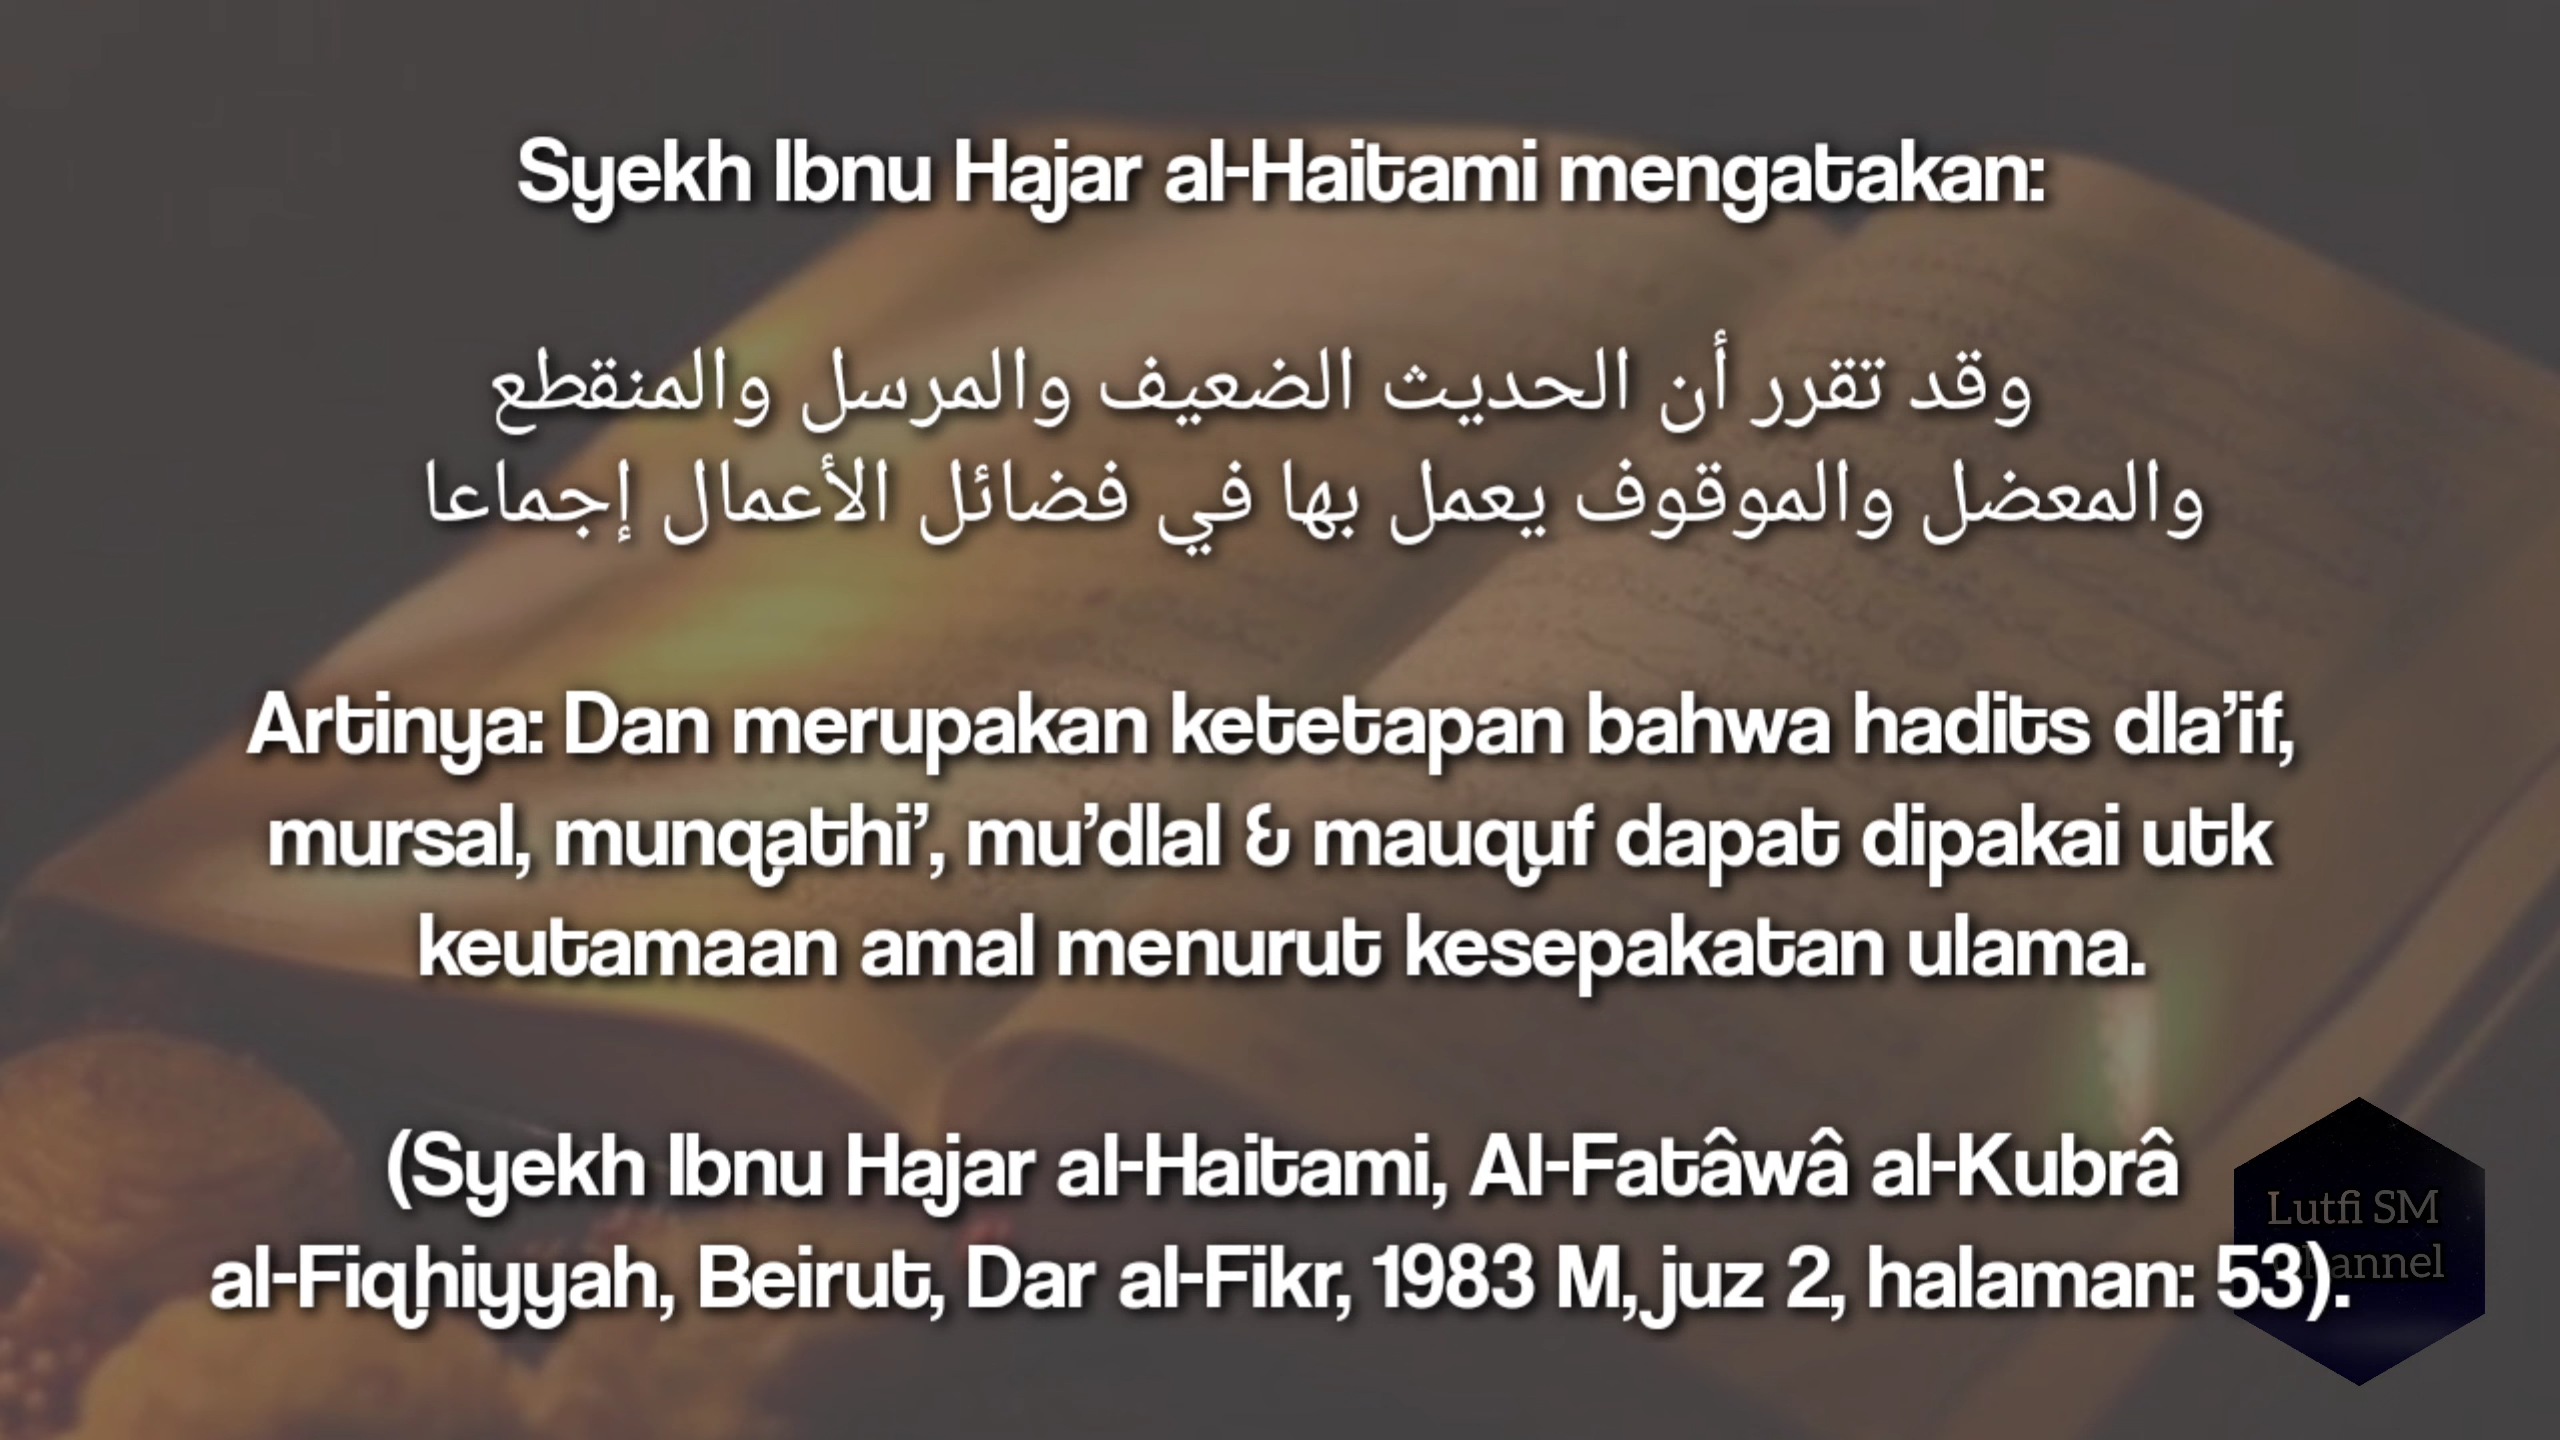 Syekh Ibnu Hajar al-Haitami mengatakan:
وقد تقرر أن الحديث الضعيف والمرسل والمنقطع
والمعضل والموقوف يعمل بها في فضائل الأعمال إجماعا
Artinya: Dan merupakan ketetapan bahwa hadits dla’if,
mursal, munqathi’, mu’dlal & mauquf dapat dipakai utk
keutamaan amal menurut kesepakatan ulama.
(Syekh Ibnu Hajar al-Haitami, Al-Fatâwâ al-Kubrâ
al-Fiqhiyyah, Beirut, Dar al-Fikr, 1983 M, juz 2, halaman: 53).
Lutfi SM
Channel